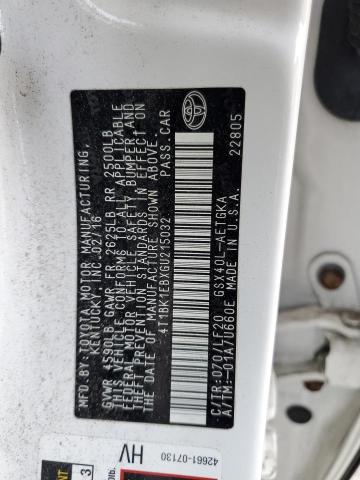 MFD. BY: TOYOTA MOTOR MANUFACTURING,
KENTUCKY, INC. 02/16
GVWR 4590LB GAWR FR 2625LB RR 2500LB
THIS VEHICLE CONFORMS TO ALL APPLICABLE
FEDERAL MOTOR VEHICLE SAFETY, BUMPER, AND
THEFT PREVENTION STANDARDS IN EFFECT ON
THE DATE OF MANUFACTURE SHOWN ABOVE.
4T1BK1EBXGU215032 PASS.CAR
C/TR:070/LF20 GSX40L-AETGKA
A/TM:-01A/U660E MADE IN U.S.A.
22805
HV
42661-07130
3